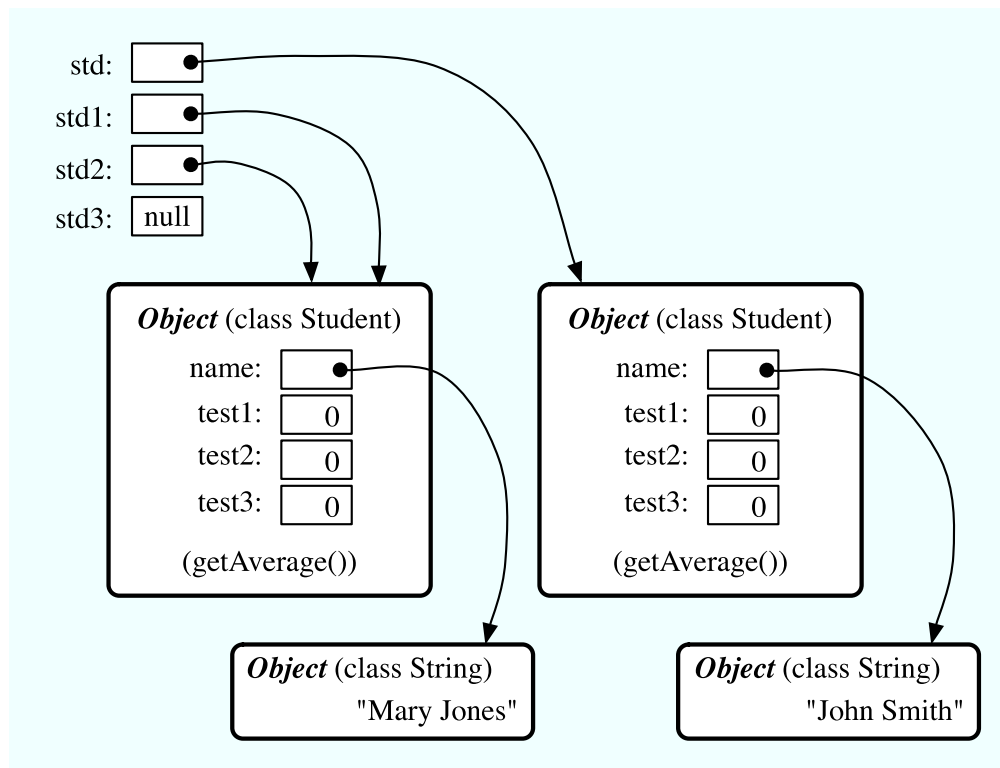 std:
std1:
std2:
std3: null
Object (class Student)
name:
test1: 0
test2: 0
test3: 0
(getAverage())
Object (class Student)
name:
test1: 0
test2: 0
test3: 0
(getAverage())
Object (class String)
"Mary Jones"
Object (class String)
"John Smith"